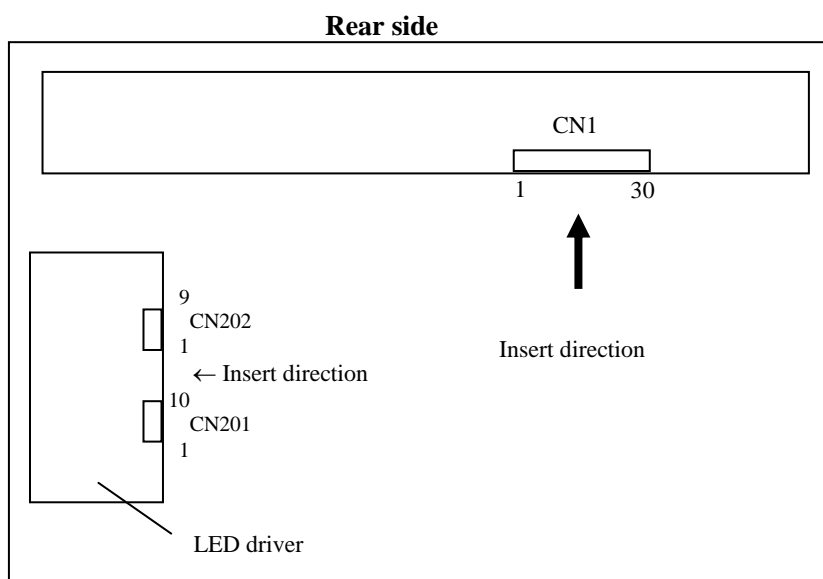 Rear side
CN1
1 30
9
CN202
1
Insert direction
← Insert direction
10
CN201
1
LED driver